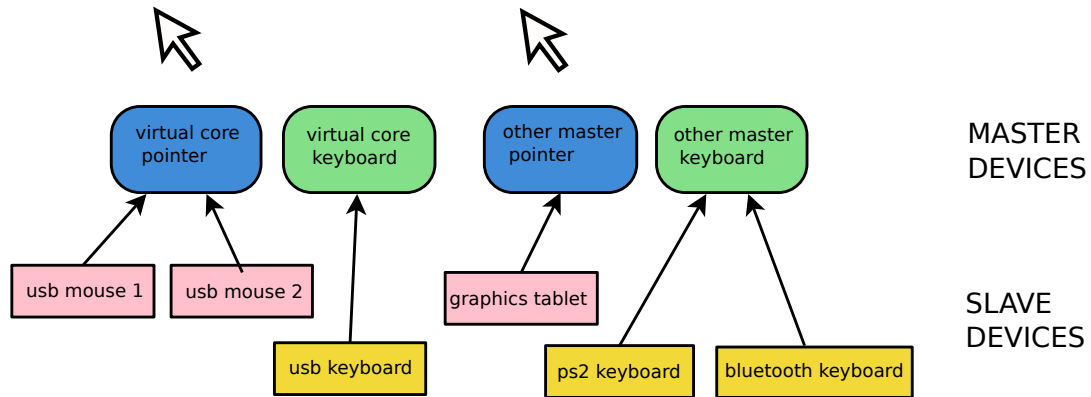 virtual core
pointer
virtual core
keyboard
other master
pointer
other master
keyboard
MASTER
DEVICES
usb mouse 1
usb mouse 2
graphics tablet
SLAVE
DEVICES
usb keyboard
ps2 keyboard
bluetooth keyboard